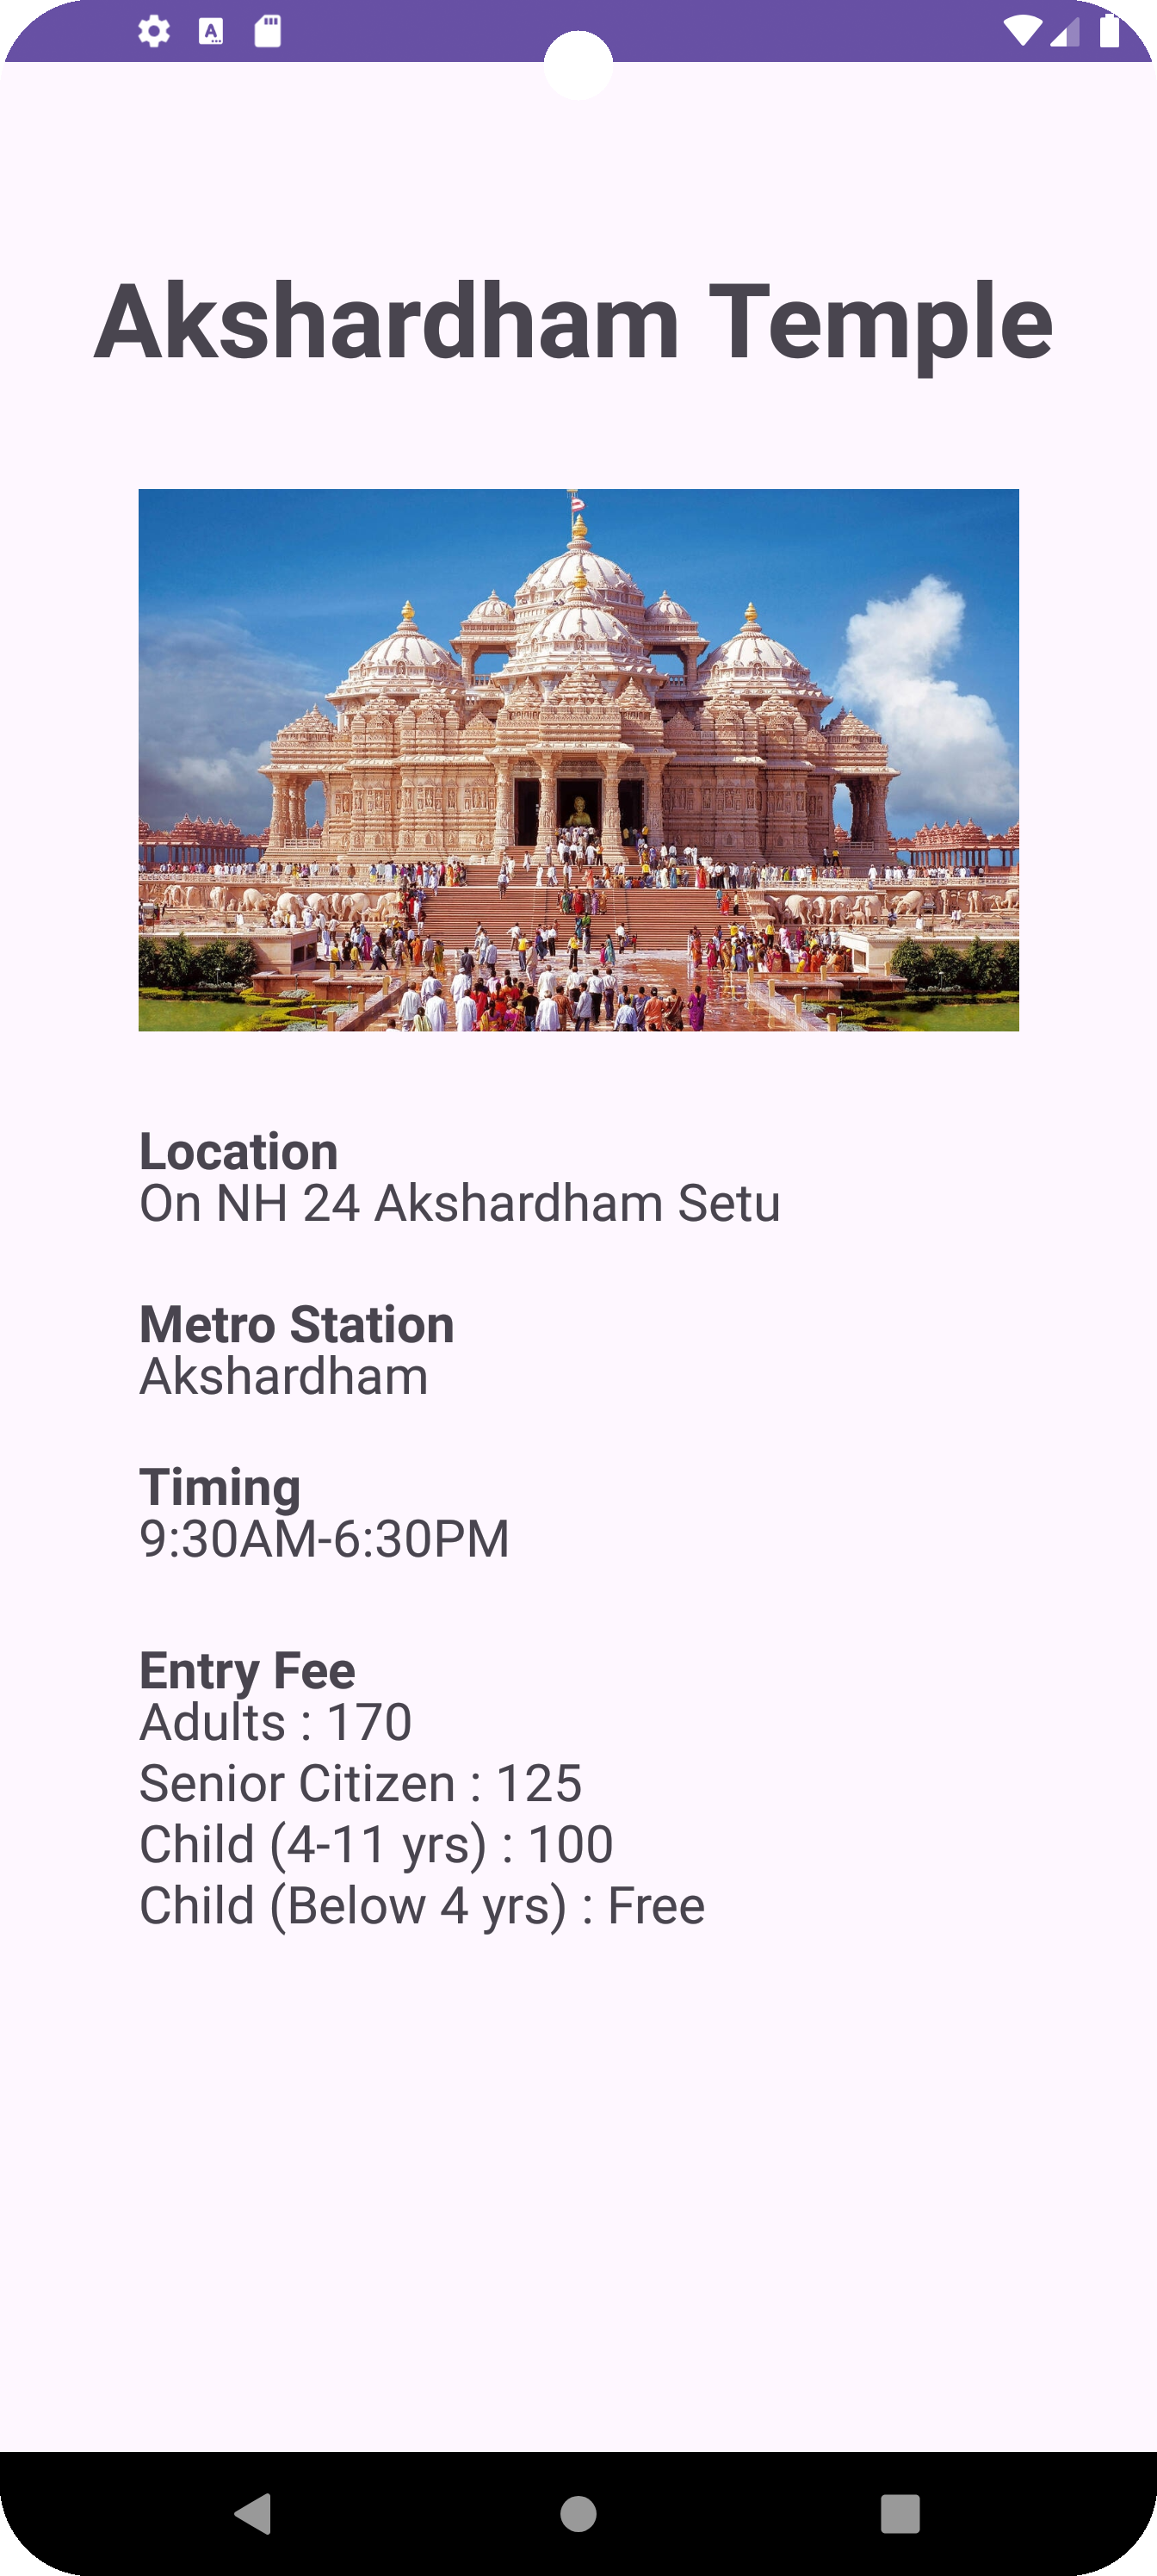 Akshardham Temple
Location
On NH 24 Akshardham Setu
Metro Station
Akshardham
Timing
9:30AM-6:30PM
Entry Fee
Adults : 170
Senior Citizen : 125
Child (4-11 yrs) : 100
Child (Below 4 yrs) : Free